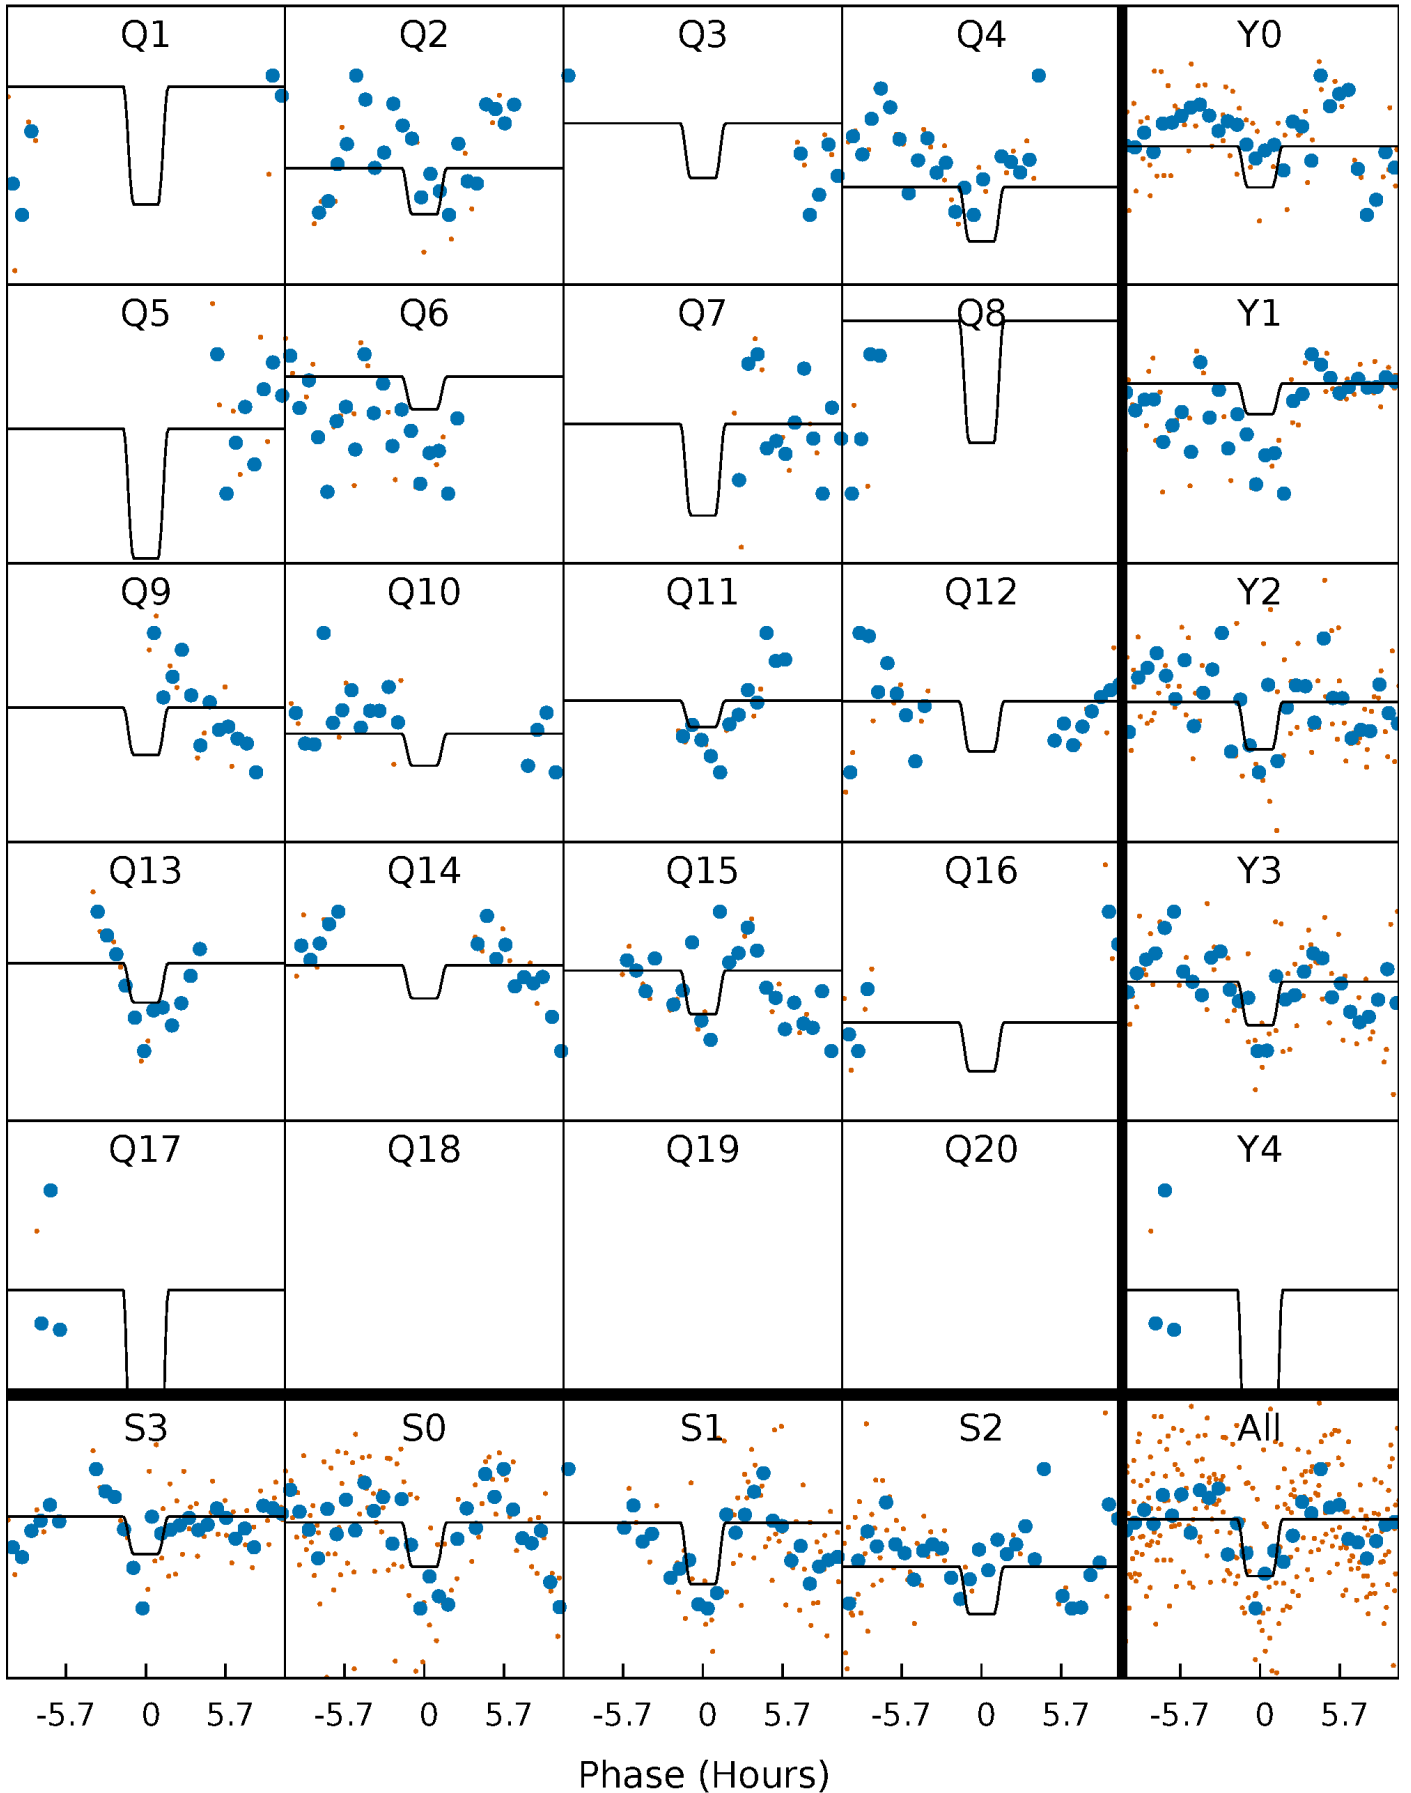 Q1 Q2 Q3 Q4 Y0
Q5 Q6 Q7 Q8 Y1
Q9 Q10 Q11 Q12 Y2
Q13 Q14 Q15 Q16 Y3
Q17 Q18 Q19 Q20 Y4
S3 S0 S1 S2 All
-5.7 0 5.7 -5.7 0 5.7 -5.7 0 5.7 -5.7 0 5.7 -5.7 0 5.7
Phase (Hours)